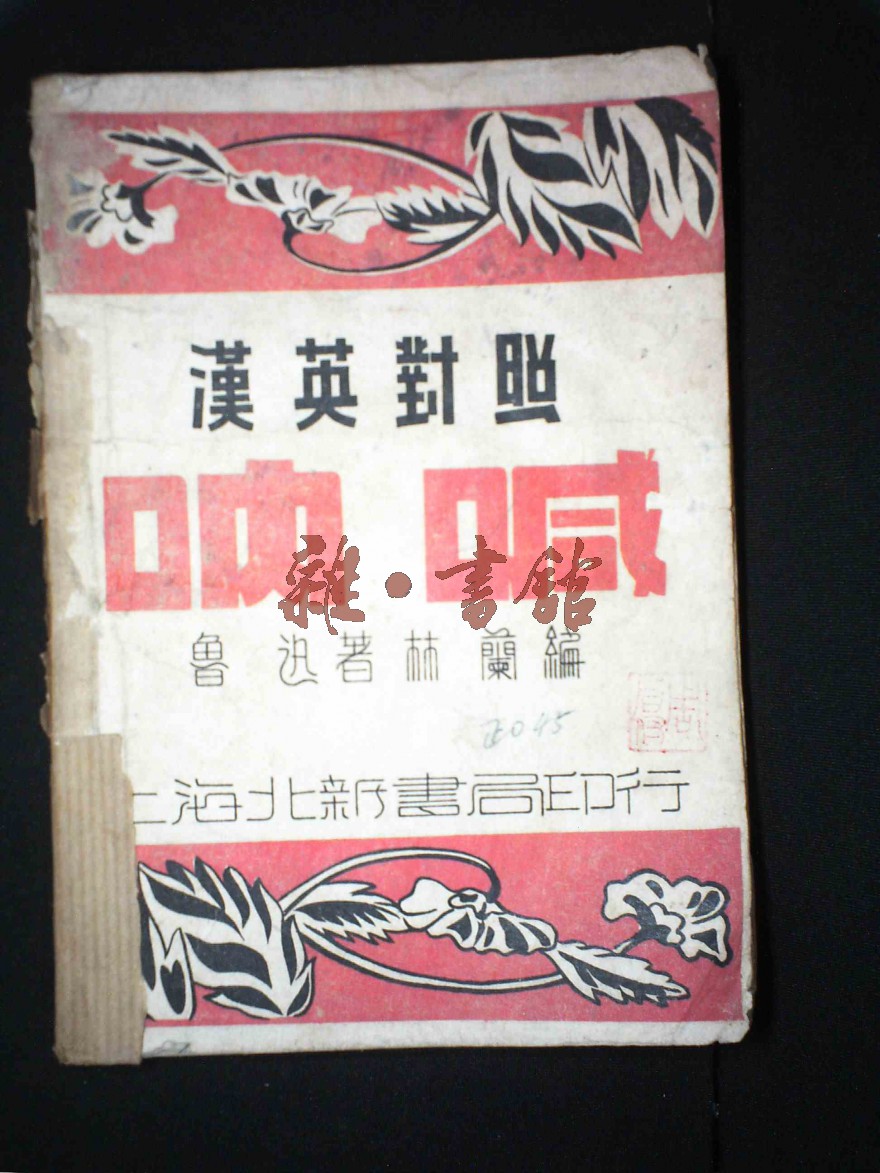 漢英對照
吶喊
雜·書館
魯迅著林蘭編
上海北新書局印行